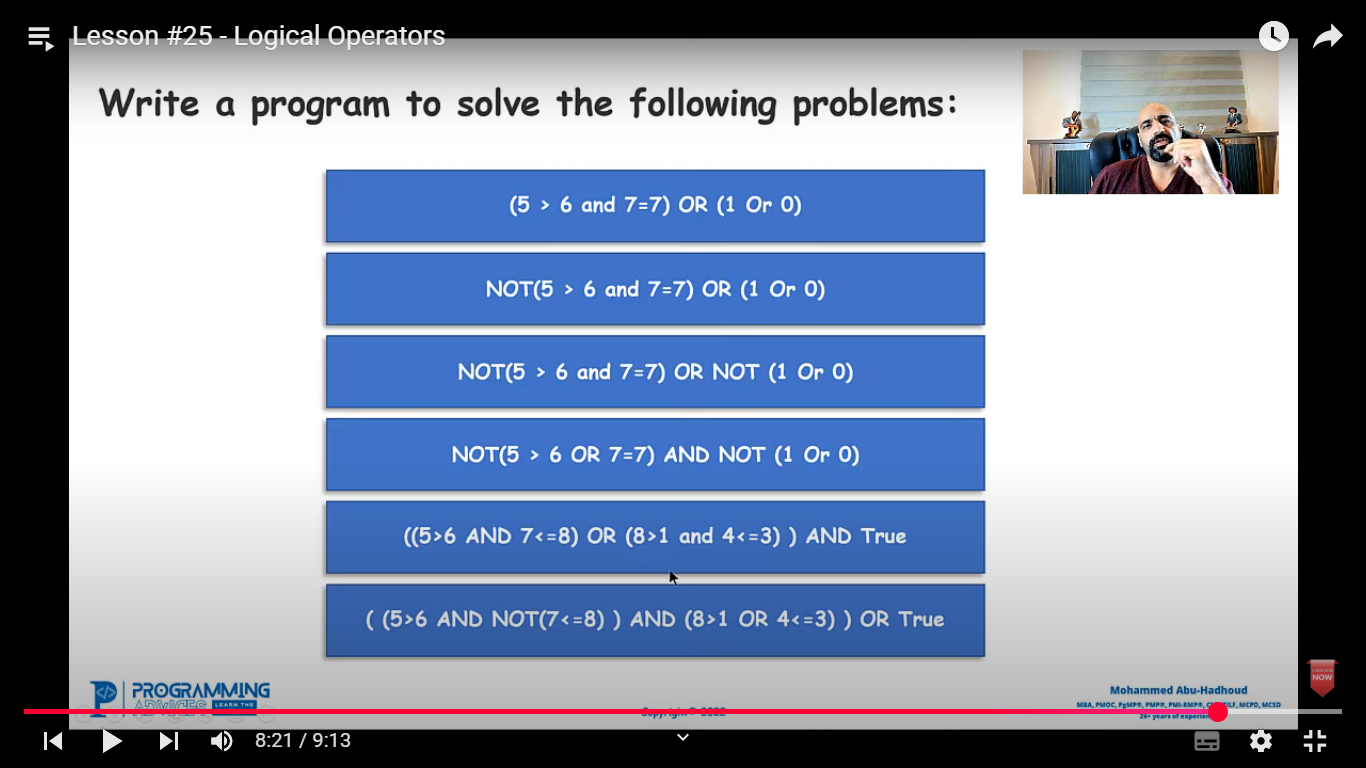 Lesson #25 - Logical Operators
Write a program to solve the following problems:
(5 > 6 and 7=7) OR (1 Or 0)
NOT(5 > 6 and 7=7) OR (1 Or 0)
NOT(5 > 6 and 7=7) OR NOT (1 Or 0)
NOT(5 > 6 OR 7=7) AND NOT (1 Or 0)
((5>6 AND 7<=8) OR (8>1 and 4<=3) ) AND True
( (5>6 AND NOT(7<=8) ) AND (8>1 OR 4<=3) ) OR True
NOW
PROGRAMMING
ADVICES LEARN THE
Copyright© 2022
Mohammed Abu-Hadhoud
MBA, PMOC, PgMP®, PMP®, PMI-RMP®, MCPD, MCSD
26+ years of
8:21 / 9:13